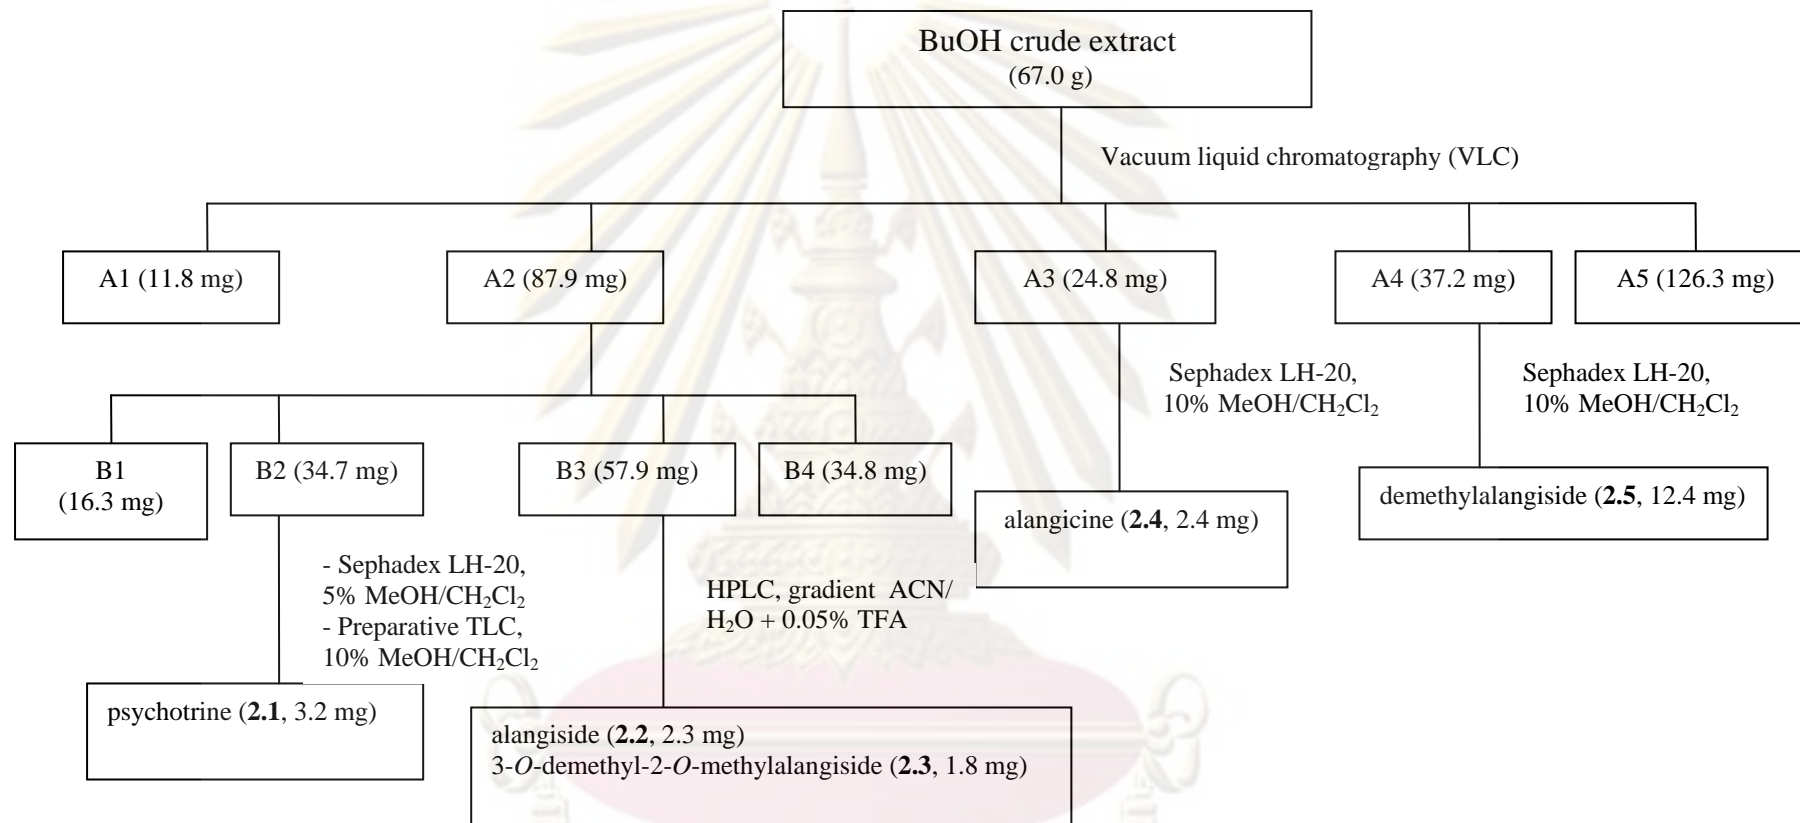 BuOH crude extract
(67.0 g)
Vacuum liquid chromatography (VLC)
A1 (11.8 mg)
A2 (87.9 mg)
A3 (24.8 mg)
A4 (37.2 mg)
A5 (126.3 mg)
Sephadex LH-20,
10% MeOH/CH₂Cl₂
Sephadex LH-20,
10% MeOH/CH₂Cl₂
B1
(16.3 mg)
B2 (34.7 mg)
B3 (57.9 mg)
B4 (34.8 mg)
alangicine (2.4, 2.4 mg)
demethylalangiside (2.5, 12.4 mg)
- Sephadex LH-20,
5% MeOH/CH₂Cl₂
- Preparative TLC,
10% MeOH/CH₂Cl₂
HPLC, gradient ACN/
H₂O + 0.05% TFA
psychotrine (2.1, 3.2 mg)
alangiside (2.2, 2.3 mg)
3-O-demethyl-2-O-methylalangiside (2.3, 1.8 mg)